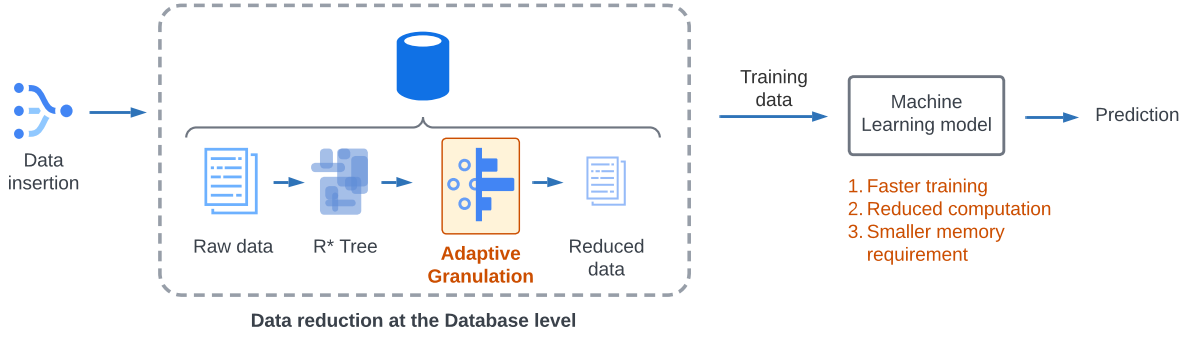 Data
insertion
Raw data
R* Tree
Adaptive
Granulation
Reduced
data
Data reduction at the Database level
Training
data
Machine
Learning model
Prediction
1. Faster training
2. Reduced computation
3. Smaller memory
requirement